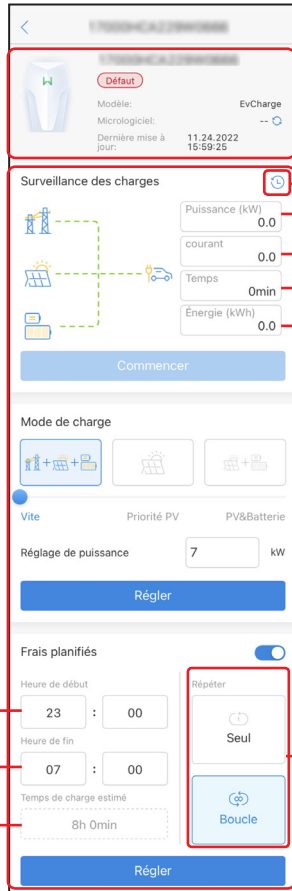 Défaut
Modèle: EvCharge
Micrologiciel: --
Dernière mise à jour: 11.24.2022 15:59:25
Surveillance des charges
Puissance (kW)
0.0
courant
0.0
Temps
0min
Énergie (kWh)
0.0
Commencer
Mode de charge
Vite Priorité PV PV&Batterie
Réglage de puissance 7 kW
Régler
Frais planifiés
Heure de début
23 : 00
Heure de fin
07 : 00
Temps de charge estimé
8h 0min
Répéter
Seul
Boucle
Régler